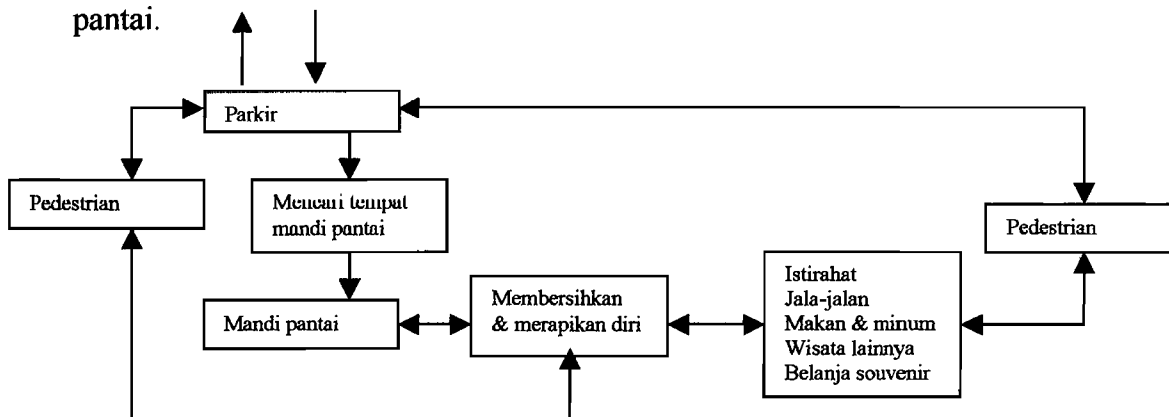 pantai.
Parkir
Pedestrian
Mencari tempat
mandi pantai
Pedestrian
Mandi pantai
Membersihkan
& merapikan diri
Istirahat
Jala-jalan
Makan & minum
Wisata lainnya
Belanja souvenir